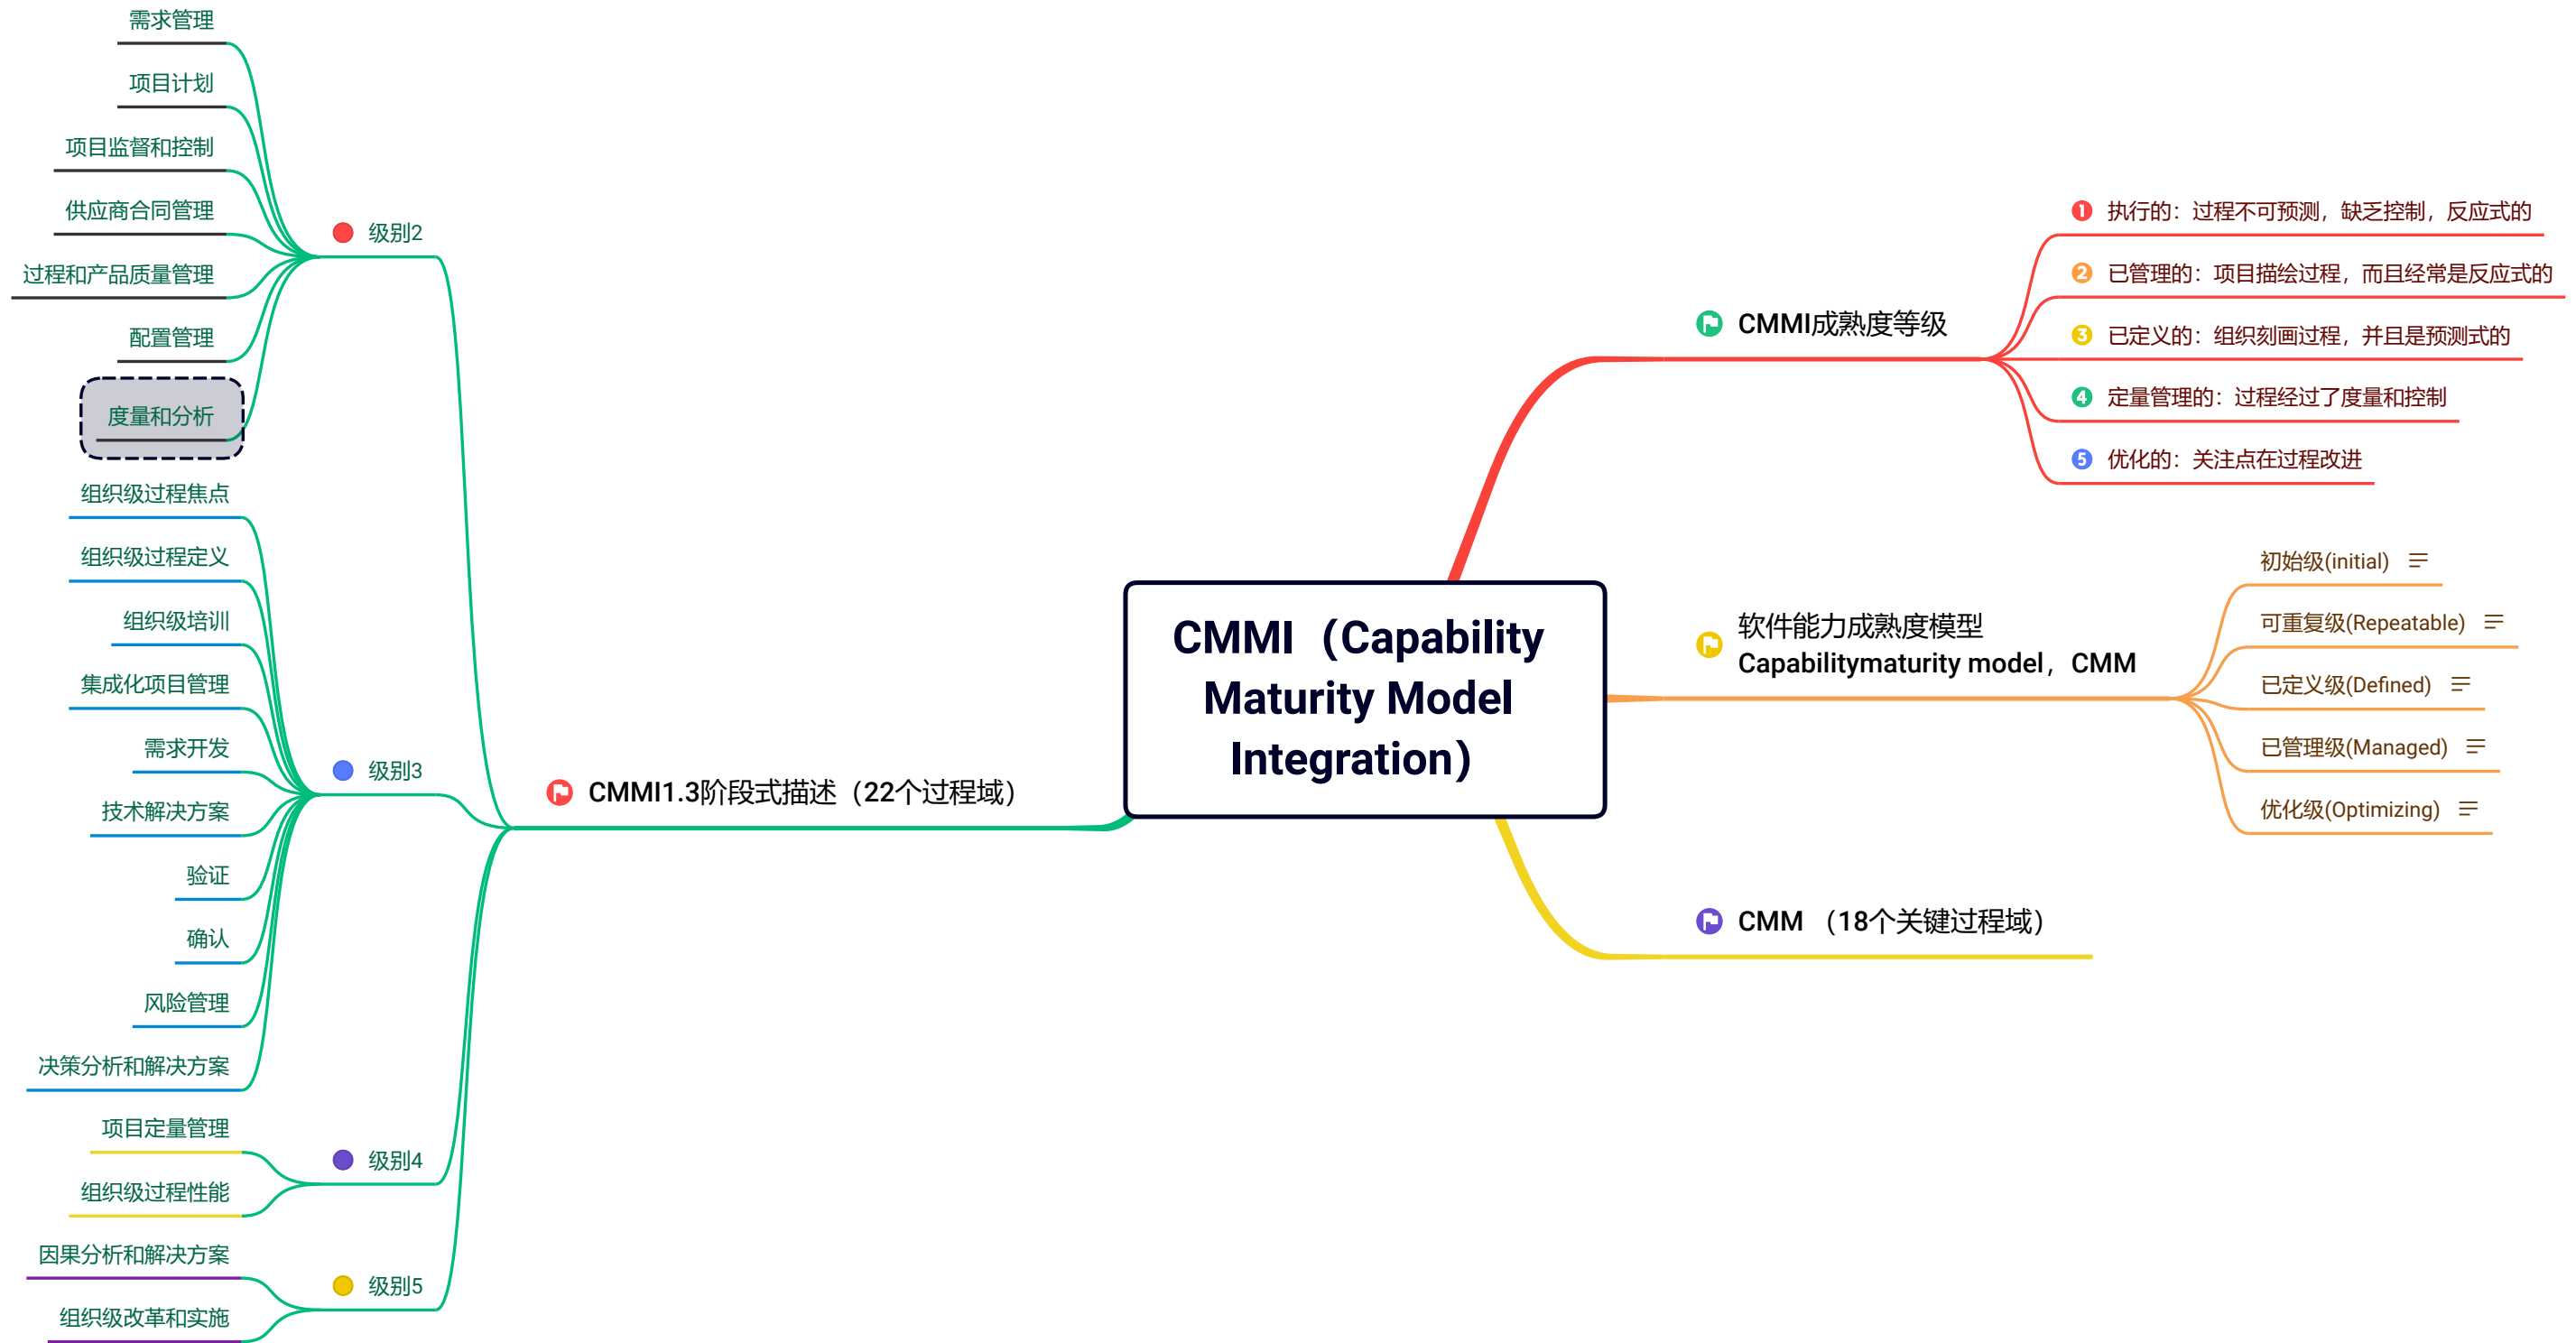 CMMI（Capability
Maturity Model
Integration）
CMMI成熟度等级
1 执行的：过程不可预测，缺乏控制，反应式的
2 已管理的：项目描绘过程，而且经常是反应式的
3 已定义的：组织刻画过程，并且是预测式的
4 定量管理的：过程经过了度量和控制
5 优化的：关注点在过程改进
软件能力成熟度模型
Capabilitymaturity model，CMM
初始级(initial)
可重复级(Repeatable)
已定义级(Defined)
已管理级(Managed)
优化级(Optimizing)
CMM （18个关键过程域）
CMMI1.3阶段式描述（22个过程域）
级别2
需求管理
项目计划
项目监督和控制
供应商合同管理
过程和产品质量管理
配置管理
度量和分析
级别3
组织级过程焦点
组织级过程定义
组织级培训
集成化项目管理
需求开发
技术解决方案
验证
确认
风险管理
决策分析和解决方案
级别4
项目定量管理
组织级过程性能
级别5
因果分析和解决方案
组织级改革和实施